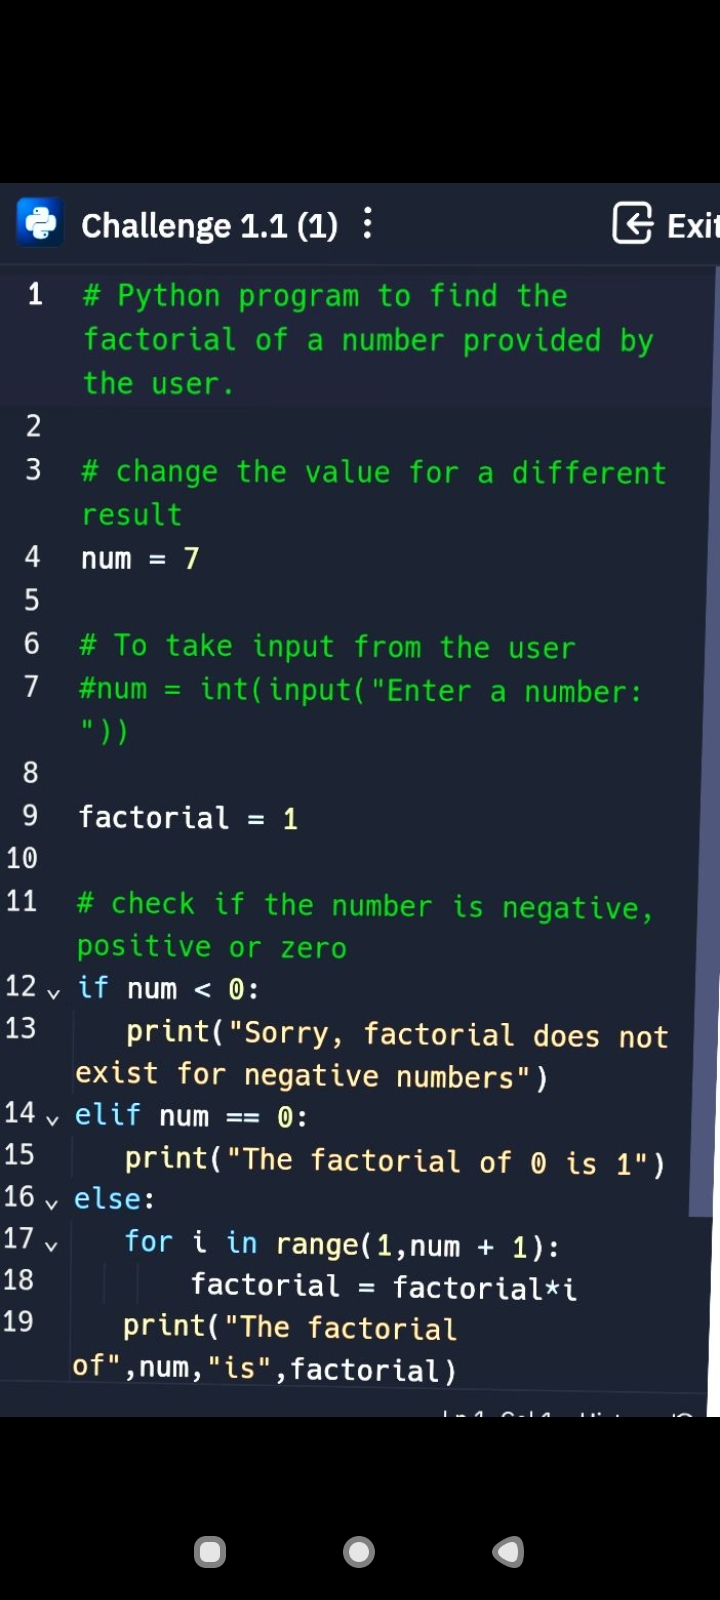 Challenge 1.1 (1) ⋮ Exit
1 # Python program to find the
factorial of a number provided by
the user.
2
3 # change the value for a different
result
4 num = 7
5
6 # To take input from the user
7 #num = int(input("Enter a number:
"))
8
9 factorial = 1
10
11 # check if the number is negative,
positive or zero
12 if num < 0:
13 print("Sorry, factorial does not
exist for negative numbers")
14 elif num == 0:
15 print("The factorial of 0 is 1")
16 else:
17 for i in range(1,num + 1):
18 factorial = factorial*i
19 print("The factorial
of",num,"is",factorial)